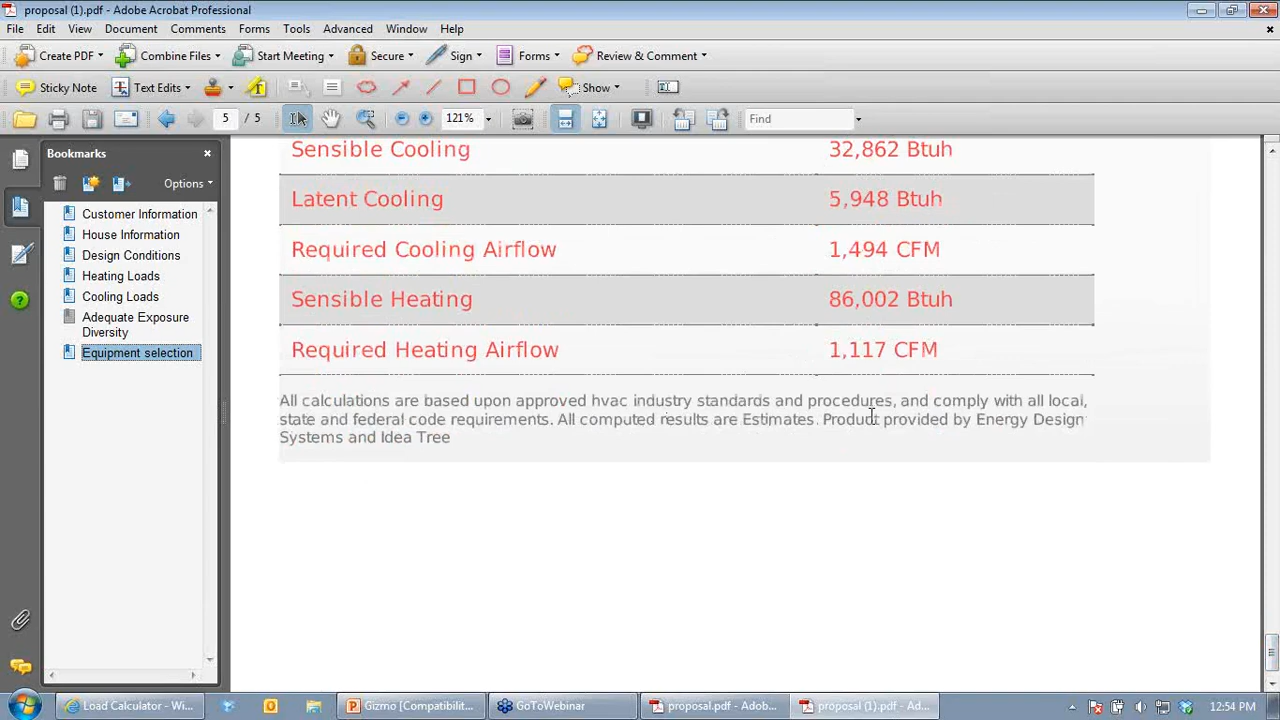 proposal (1).pdf - Adobe Acrobat Professional
File Edit View Document Comments Forms Tools Advanced Window Help
Create PDF Combine Files Start Meeting Secure Sign Forms Review & Comment
Sticky Note Text Edits Show
5 / 5 121% Find
Bookmarks
Options
Customer Information
House Information
Design Conditions
Heating Loads
Cooling Loads
Adequate Exposure
Diversity
Equipment selection
Sensible Cooling 32,862 Btuh
Latent Cooling 5,948 Btuh
Required Cooling Airflow 1,494 CFM
Sensible Heating 86,002 Btuh
Required Heating Airflow 1,117 CFM
All calculations are based upon approved hvac industry standards and procedures, and comply with all local,
state and federal code requirements. All computed results are Estimates. Product provided by Energy Design
Systems and Idea Tree
Load Calculator - Wi... Gizmo [Compatibilit... GoToWebinar proposal.pdf - Adob... proposal (1).pdf - Ad... 12:54 PM